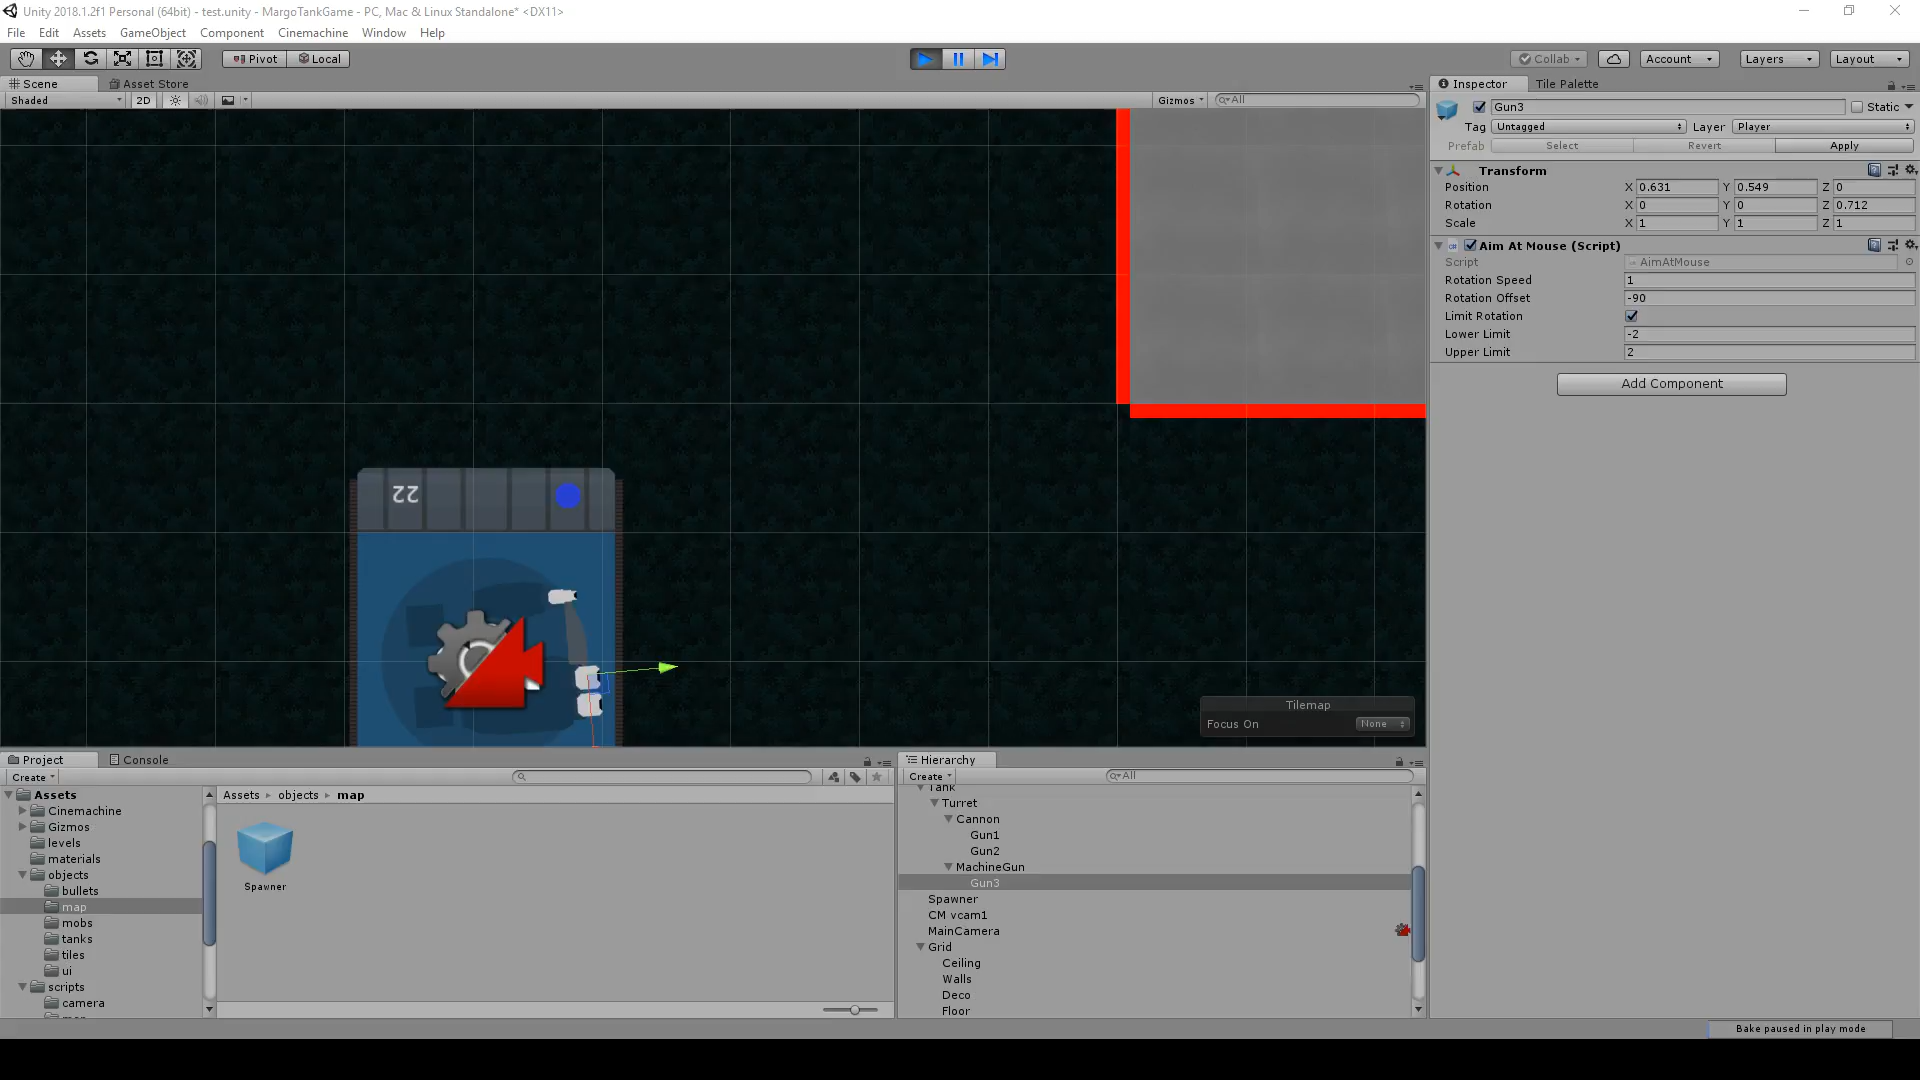 Unity 2018.1.2f1 Personal (64bit) - test.unity - MargoTankGame - PC, Mac & Linux Standalone* <DX11>
File Edit Assets GameObject Component Cinemachine Window Help
Pivot Local Collab Account Layers Layout
Scene Asset Store
Shaded 2D Gizmos All
Inspector Tile Palette
Gun3 Static
Tag Untagged Layer Player
Prefab Select Revert Apply
Transform
Position X 0.631 Y 0.549 Z 0
Rotation X 0 Y 0 Z 0.712
Scale X 1 Y 1 Z 1
Aim At Mouse (Script)
Script AimAtMouse
Rotation Speed 1
Rotation Offset -90
Limit Rotation
Lower Limit -2
Upper Limit 2
Add Component
22
Tilemap
Focus On None
Project Console
Create
Assets
Cinemachine
Gizmos
levels
materials
objects
bullets
map
mobs
tanks
tiles
ui
scripts
camera
Assets objects map
Spawner
Hierarchy
Create All
Tank
Turret
Cannon
Gun1
Gun2
MachineGun
Gun3
Spawner
CM vcam1
MainCamera
Grid
Ceiling
Walls
Deco
Floor
Bake paused in play mode